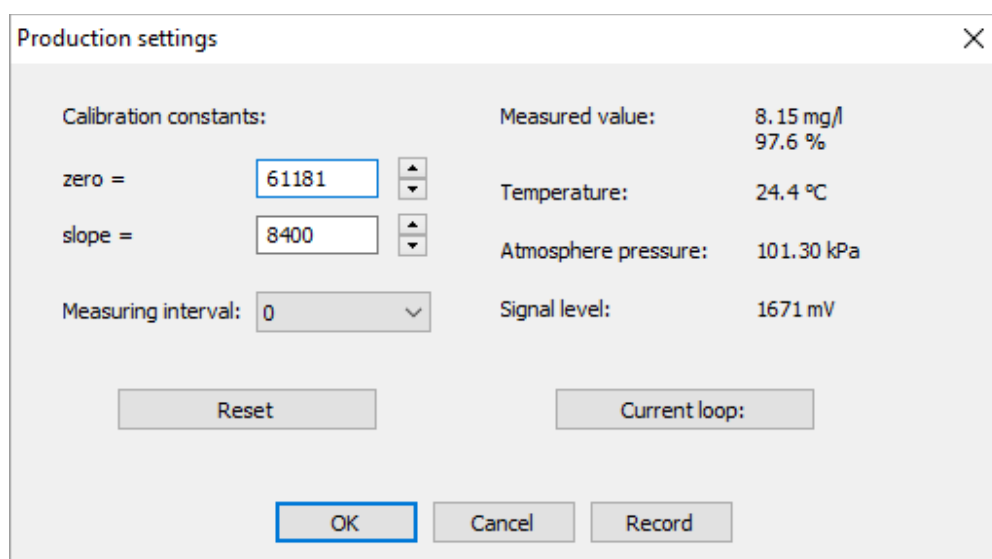 Production settings
Calibration constants:
zero =
61181
slope =
8400
Measuring interval:
0
Reset
Measured value:
8.15 mg/l
97.6 %
Temperature:
24.4 ºC
Atmosphere pressure:
101.30 kPa
Signal level:
1671 mV
Current loop:
OK
Cancel
Record